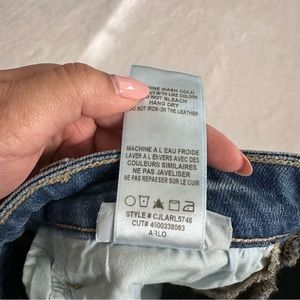 MACHINE WASH COLD
OUT WITH LIKE COLORS
DO NOT BLEACH
HANG DRY
DO NOT IRON ON THE LEATHER
MACHINE A L'EAU FROIDE
LAVER A L'ENVERS AVEC DES
COULEURS SIMILAIRES
NE PAS JAVELISER
NE PAS REPASSER SUR LE CUIR
STYLE # CJLARL5748
CUT# 4500338063
ARLO